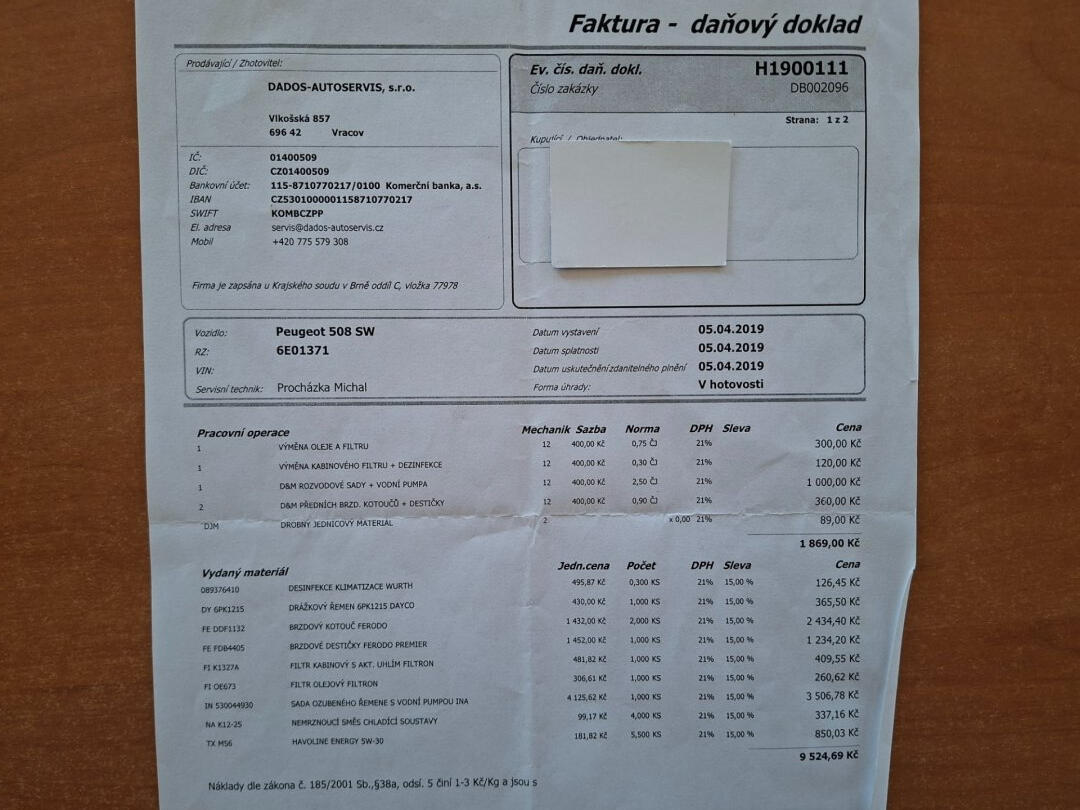 Faktura - daňový doklad
Prodávající / Zhotovitel:
DADOS-AUTOSERVIS, s.r.o.
Vlkošská 857
696 42 Vracov
IČ: 01400509
DIČ: CZ01400509
Bankovní účet: 115-8710770217/0100 Komerční banka, a.s.
IBAN CZ5301000001158710770217
SWIFT KOMBCZPP
El. adresa servis@dados-autoservis.cz
Mobil +420 775 579 308
Firma je zapsána u Krajského soudu v Brně oddíl C, vložka 77978
Ev. čís. daň. dokl. H1900111
Číslo zakázky DB002096
Strana: 1 z 2
Kupující / Objednatel:
Vozidlo: Peugeot 508 SW
RZ: 6E01371
VIN:
Servisní technik: Procházka Michal
Datum vystavení 05.04.2019
Datum splatnosti 05.04.2019
Datum uskutečnění zdanitelného plnění 05.04.2019
Forma úhrady: V hotovosti
Pracovní operace Mechanik Sazba Norma DPH Sleva Cena
1 VÝMĚNA OLEJE A FILTRU 12 400,00 Kč 0,75 ČJ 21% 300,00 Kč
1 VÝMĚNA KABINOVÉHO FILTRU + DEZINFEKCE 12 400,00 Kč 0,30 ČJ 21% 120,00 Kč
1 D&M ROZVODOVÉ SADY + VODNÍ PUMPA 12 400,00 Kč 2,50 ČJ 21% 1 000,00 Kč
2 D&M PŘEDNÍCH BRZD. KOTOUČŮ + DESTIČKY 12 400,00 Kč 0,90 ČJ 21% 360,00 Kč
DJM DROBNÝ JEDNICOVÝ MATERIÁL 2 x 0,00 21% 89,00 Kč
1 869,00 Kč
Vydaný materiál Jedn.cena Počet DPH Sleva Cena
089376410 DESINFEKCE KLIMATIZACE WURTH 495,87 Kč 0,300 KS 21% 15,00 % 126,45 Kč
DY 6PK1215 DRÁŽKOVÝ ŘEMEN 6PK1215 DAYCO 430,00 Kč 1,000 KS 21% 15,00 % 365,50 Kč
FE DDF1132 BRZDOVÝ KOTOUČ FERODO 1 432,00 Kč 2,000 KS 21% 15,00 % 2 434,40 Kč
FE FDB4405 BRZDOVÉ DESTIČKY FERODO PREMIER 1 452,00 Kč 1,000 KS 21% 15,00 % 1 234,20 Kč
FI K1327A FILTR KABINOVÝ S AKT. UHLÍM FILTRON 481,82 Kč 1,000 KS 21% 15,00 % 409,55 Kč
FI OE673 FILTR OLEJOVÝ FILTRON 306,61 Kč 1,000 KS 21% 15,00 % 260,62 Kč
IN 530044930 SADA OZUBENÉHO ŘEMENE S VODNÍ PUMPOU INA 4 125,62 Kč 1,000 KS 21% 15,00 % 3 506,78 Kč
NA K12-25 NEMRZNOUCÍ SMĚS CHLADÍCÍ SOUSTAVY 99,17 Kč 4,000 KS 21% 15,00 % 337,16 Kč
TX M56 HAVOLINE ENERGY 5W-30 181,82 Kč 5,500 KS 21% 15,00 % 850,03 Kč
9 524,69 Kč
Náklady dle zákona č. 185/2001 Sb.,§38a, odsí. 5 činí 1-3 Kč/Kg a jsou s